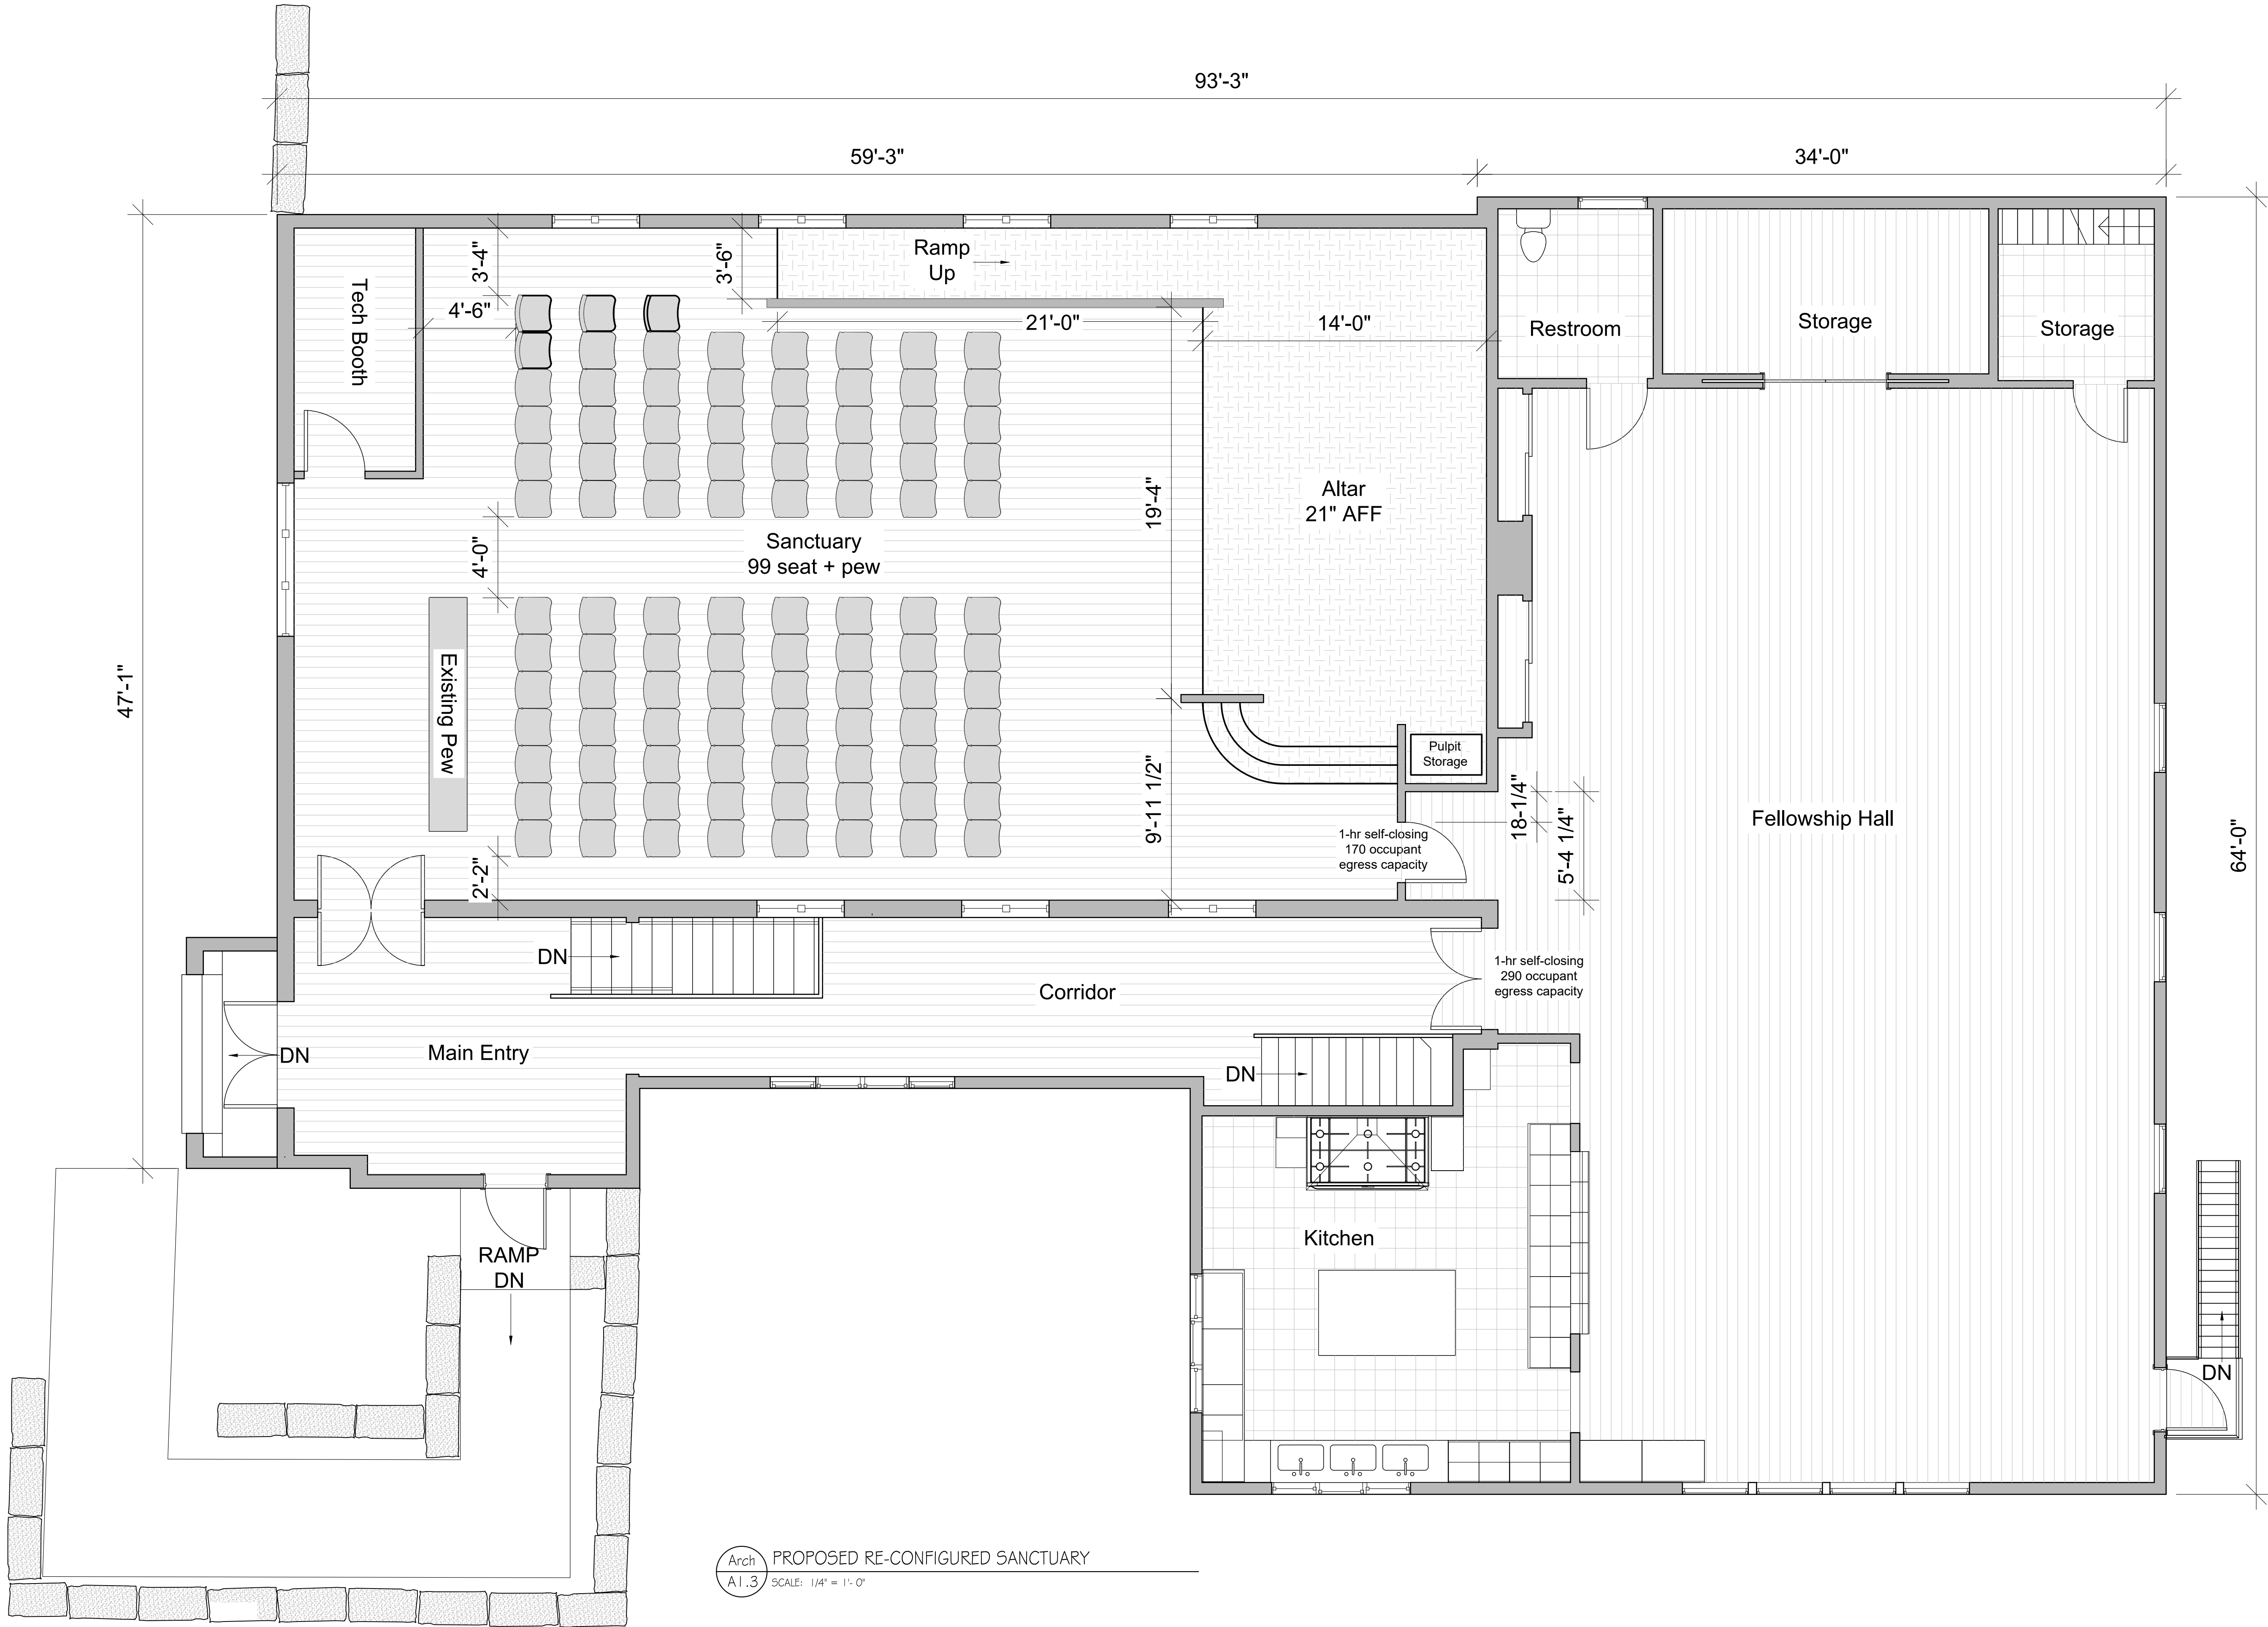 93'-3"
59'-3"
34'-0"
3'-4"
3'-6"
Ramp
Up
Tech Booth
4'-6"
21'-0"
14'-0"
Restroom
Storage
Storage
Altar
21" AFF
19'-4"
4'-0"
Sanctuary
99 seat + pew
47'-1"
Existing Pew
Pulpit
Storage
9'-11 1/2"
18-1/4"
5'-4 1/4"
Fellowship Hall
64'-0"
1-hr self-closing
170 occupant
egress capacity
2'-2"
DN
Corridor
1-hr self-closing
290 occupant
egress capacity
DN
Main Entry
DN
Kitchen
RAMP
DN
DN
Arch
A1.3
PROPOSED RE-CONFIGURED SANCTUARY
SCALE: 1/4" = 1'- 0"